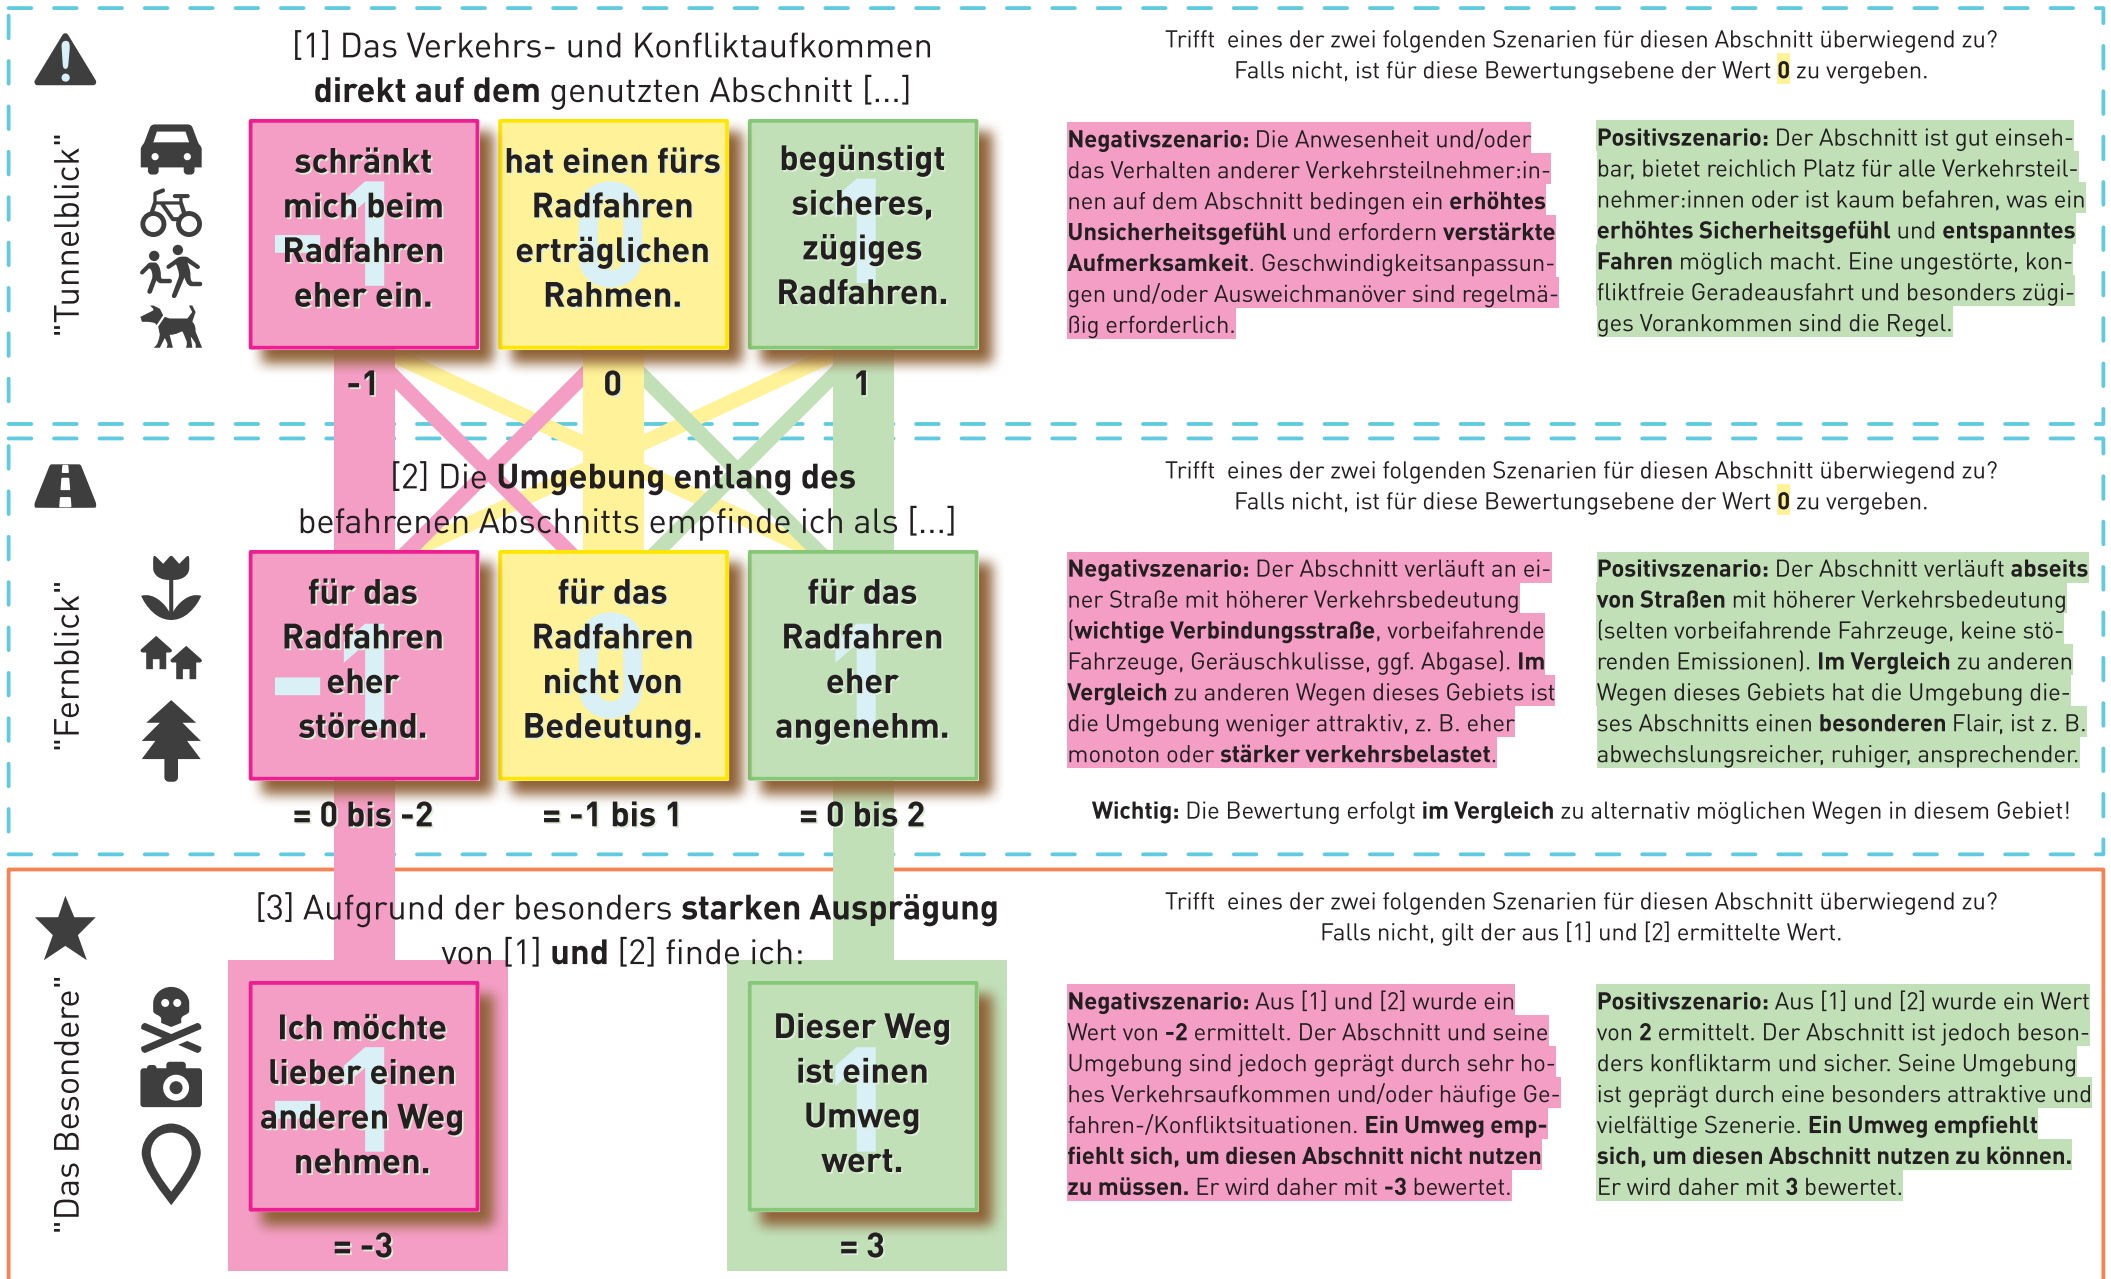 [1] Das Verkehrs- und Konfliktaufkommen
direkt auf dem genutzten Abschnitt [...]
"Tunnelblick"
-1
schränkt
mich beim
Radfahren
eher ein.
-1
0
hat einen fürs
Radfahren
erträglichen
Rahmen.
0
1
begünstigt
sicheres,
zügiges
Radfahren.
1
Trifft  eines der zwei folgenden Szenarien für diesen Abschnitt überwiegend zu?
Falls nicht, ist für diese Bewertungsebene der Wert 0 zu vergeben.
Negativszenario: Die Anwesenheit und/oder
das Verhalten anderer Verkehrsteilnehmer:in-
nen auf dem Abschnitt bedingen ein erhöhtes
Unsicherheitsgefühl und erfordern verstärkte
Aufmerksamkeit. Geschwindigkeitsanpassun-
gen und/oder Ausweichmanöver sind regelmä-
ßig erforderlich.
Positivszenario: Der Abschnitt ist gut einseh-
bar, bietet reichlich Platz für alle Verkehrsteil-
nehmer:innen oder ist kaum befahren, was ein
erhöhtes Sicherheitsgefühl und entspanntes
Fahren möglich macht. Eine ungestörte, kon-
fliktfreie Geradeausfahrt und besonders zügi-
ges Vorankommen sind die Regel.
[2] Die Umgebung entlang des
befahrenen Abschnitts empfinde ich als [...]
"Fernblick"
-1
für das
Radfahren
eher
störend.
= 0 bis -2
0
für das
Radfahren
nicht von
Bedeutung.
= -1 bis 1
1
für das
Radfahren
eher
angenehm.
= 0 bis 2
Trifft  eines der zwei folgenden Szenarien für diesen Abschnitt überwiegend zu?
Falls nicht, ist für diese Bewertungsebene der Wert 0 zu vergeben.
Negativszenario: Der Abschnitt verläuft an ei-
ner Straße mit höherer Verkehrsbedeutung
(wichtige Verbindungsstraße, vorbeifahrende
Fahrzeuge, Geräuschkulisse, ggf. Abgase). Im
Vergleich zu anderen Wegen dieses Gebiets ist
die Umgebung weniger attraktiv, z. B. eher
monoton oder stärker verkehrsbelastet.
Positivszenario: Der Abschnitt verläuft abseits
von Straßen mit höherer Verkehrsbedeutung
(selten vorbeifahrende Fahrzeuge, keine stö-
renden Emissionen). Im Vergleich zu anderen
Wegen dieses Gebiets hat die Umgebung die-
ses Abschnitts einen besonderen Flair, ist z. B.
abwechslungsreicher, ruhiger, ansprechender.
Wichtig: Die Bewertung erfolgt im Vergleich zu alternativ möglichen Wegen in diesem Gebiet!
[3] Aufgrund der besonders starken Ausprägung
von [1] und [2] finde ich:
"Das Besondere"
-1
Ich möchte
lieber einen
anderen Weg
nehmen.
= -3
1
Dieser Weg
ist einen
Umweg
wert.
= 3
Trifft  eines der zwei folgenden Szenarien für diesen Abschnitt überwiegend zu?
Falls nicht, gilt der aus [1] und [2] ermittelte Wert.
Negativszenario: Aus [1] und [2] wurde ein
Wert von -2 ermittelt. Der Abschnitt und seine
Umgebung sind jedoch geprägt durch sehr ho-
hes Verkehrsaufkommen und/oder häufige Ge-
fahren-/Konfliktsituationen. Ein Umweg emp-
fiehlt sich, um diesen Abschnitt nicht nutzen
zu müssen. Er wird daher mit -3 bewertet.
Positivszenario: Aus [1] und [2] wurde ein Wert
von 2 ermittelt. Der Abschnitt ist jedoch beson-
ders konfliktarm und sicher. Seine Umgebung
ist geprägt durch eine besonders attraktive und
vielfältige Szenerie. Ein Umweg empfiehlt
sich, um diesen Abschnitt nutzen zu können.
Er wird daher mit 3 bewertet.